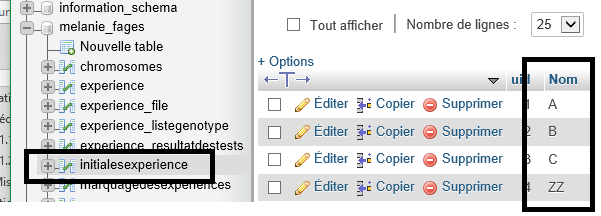 information_schema
melanie_fages
Nouvelle table
chromosomes
experience
experience_file
experience_listegenotype
experience_resultatdestests
initialesexperience
marquagedesexperiences
Tout afficher
Nombre de lignes :
25
+ Options
←T→
uid
Nom
Éditer Copier Supprimer 1 A
Éditer Copier Supprimer 2 B
Éditer Copier Supprimer 3 C
Éditer Copier Supprimer 4 ZZ